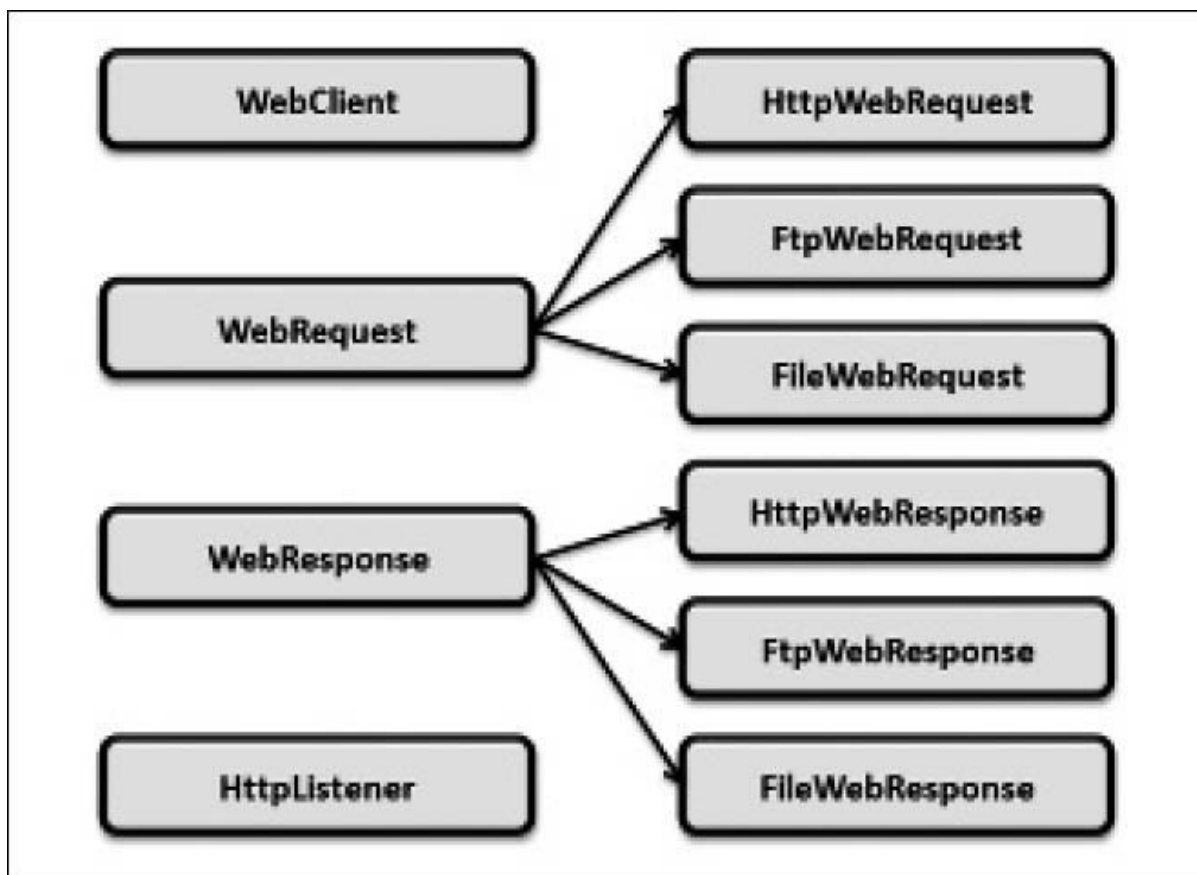 WebClient
HttpWebRequest
FtpWebRequest
WebRequest
FileWebRequest
HttpWebResponse
WebResponse
FtpWebResponse
HttpListener
FileWebResponse